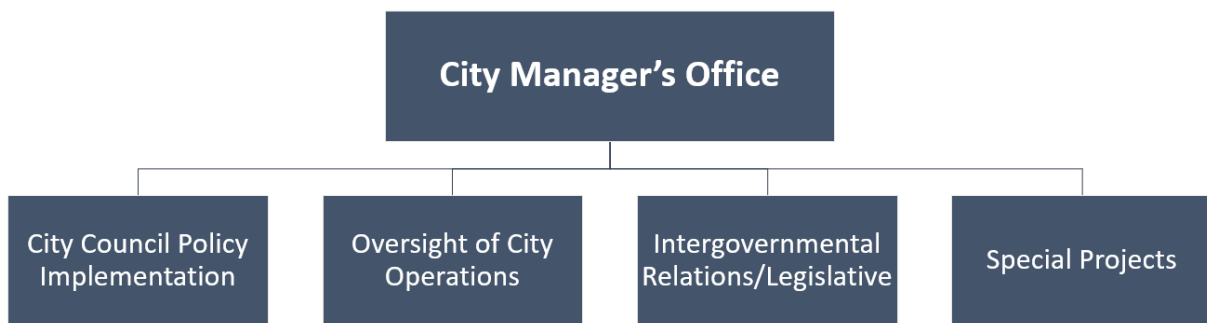 City Manager’s Office
City Council Policy
Implementation
Oversight of City
Operations
Intergovernmental
Relations/Legislative
Special Projects